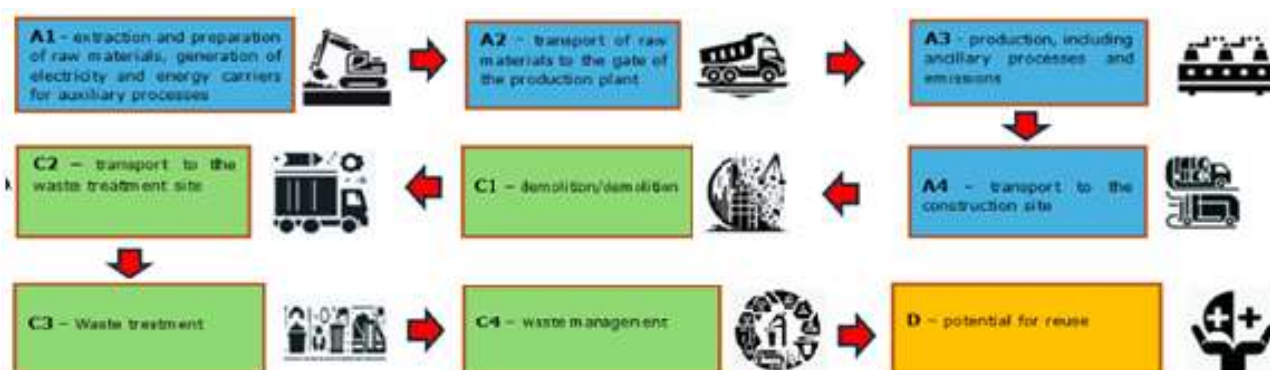 A1 - extraction and preparation
of raw materials, generation of
electricity and energy carriers
for auxiliary processes
A2 - transport of raw
materials to the gate of
the production plant
A3 - production, including
ancillary processes and
emissions
C2 – transport to the
waste treatment site
C1 – demolition/demolition
A4 – transport to the
construction site
C3 – Waste treatment
C4 – waste management
D – potential for reuse